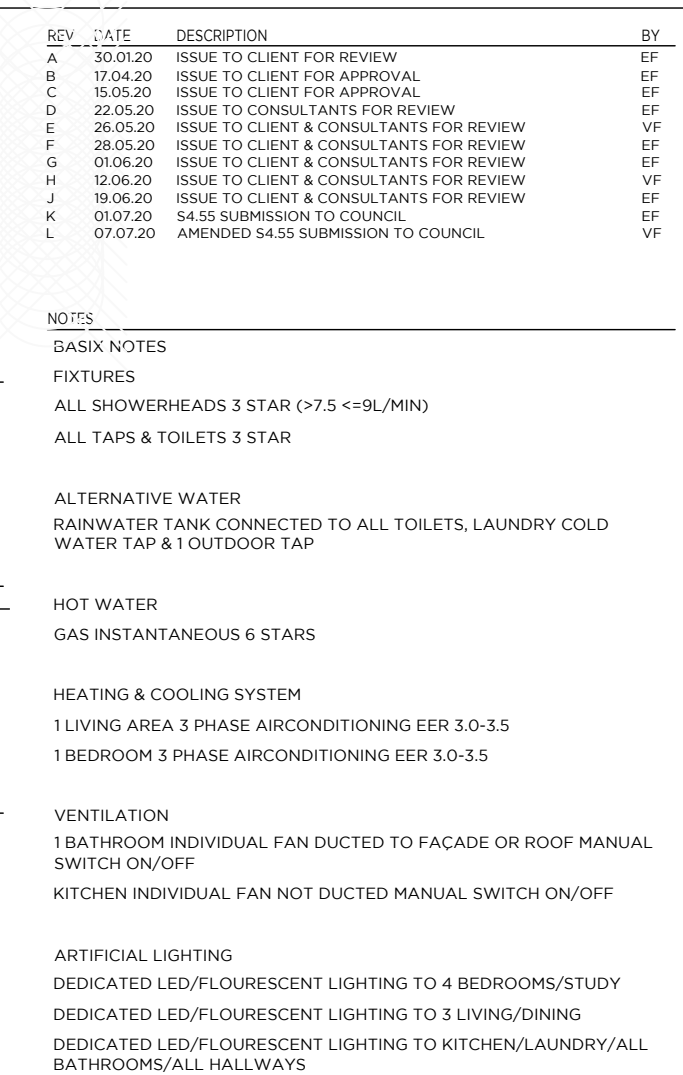 REV DATE DESCRIPTION BY
A 30.01.20 ISSUE TO CLIENT FOR REVIEW EF
B 17.04.20 ISSUE TO CLIENT FOR APPROVAL EF
C 15.05.20 ISSUE TO CLIENT FOR APPROVAL EF
D 22.05.20 ISSUE TO CONSULTANTS FOR REVIEW EF
E 26.05.20 ISSUE TO CLIENT & CONSULTANTS FOR REVIEW VF
F 28.05.20 ISSUE TO CLIENT & CONSULTANTS FOR REVIEW EF
G 01.06.20 ISSUE TO CLIENT & CONSULTANTS FOR REVIEW EF
H 12.06.20 ISSUE TO CLIENT & CONSULTANTS FOR REVIEW VF
J 19.06.20 ISSUE TO CLIENT & CONSULTANTS FOR REVIEW EF
K 01.07.20 S4.55 SUBMISSION TO COUNCIL EF
L 07.07.20 AMENDED S4.55 SUBMISSION TO COUNCIL VF
NOTES
BASIX NOTES
FIXTURES
ALL SHOWERHEADS 3 STAR (>7.5 <=9L/MIN)
ALL TAPS & TOILETS 3 STAR
ALTERNATIVE WATER
RAINWATER TANK CONNECTED TO ALL TOILETS, LAUNDRY COLD
WATER TAP & 1 OUTDOOR TAP
HOT WATER
GAS INSTANTANEOUS 6 STARS
HEATING & COOLING SYSTEM
1 LIVING AREA 3 PHASE AIRCONDITIONING EER 3.0-3.5
1 BEDROOM 3 PHASE AIRCONDITIONING EER 3.0-3.5
VENTILATION
1 BATHROOM INDIVIDUAL FAN DUCTED TO FAÇADE OR ROOF MANUAL
SWITCH ON/OFF
KITCHEN INDIVIDUAL FAN NOT DUCTED MANUAL SWITCH ON/OFF
ARTIFICIAL LIGHTING
DEDICATED LED/FLOURESCENT LIGHTING TO 4 BEDROOMS/STUDY
DEDICATED LED/FLOURESCENT LIGHTING TO 3 LIVING/DINING
DEDICATED LED/FLOURESCENT LIGHTING TO KITCHEN/LAUNDRY/ALL
BATHROOMS/ALL HALLWAYS